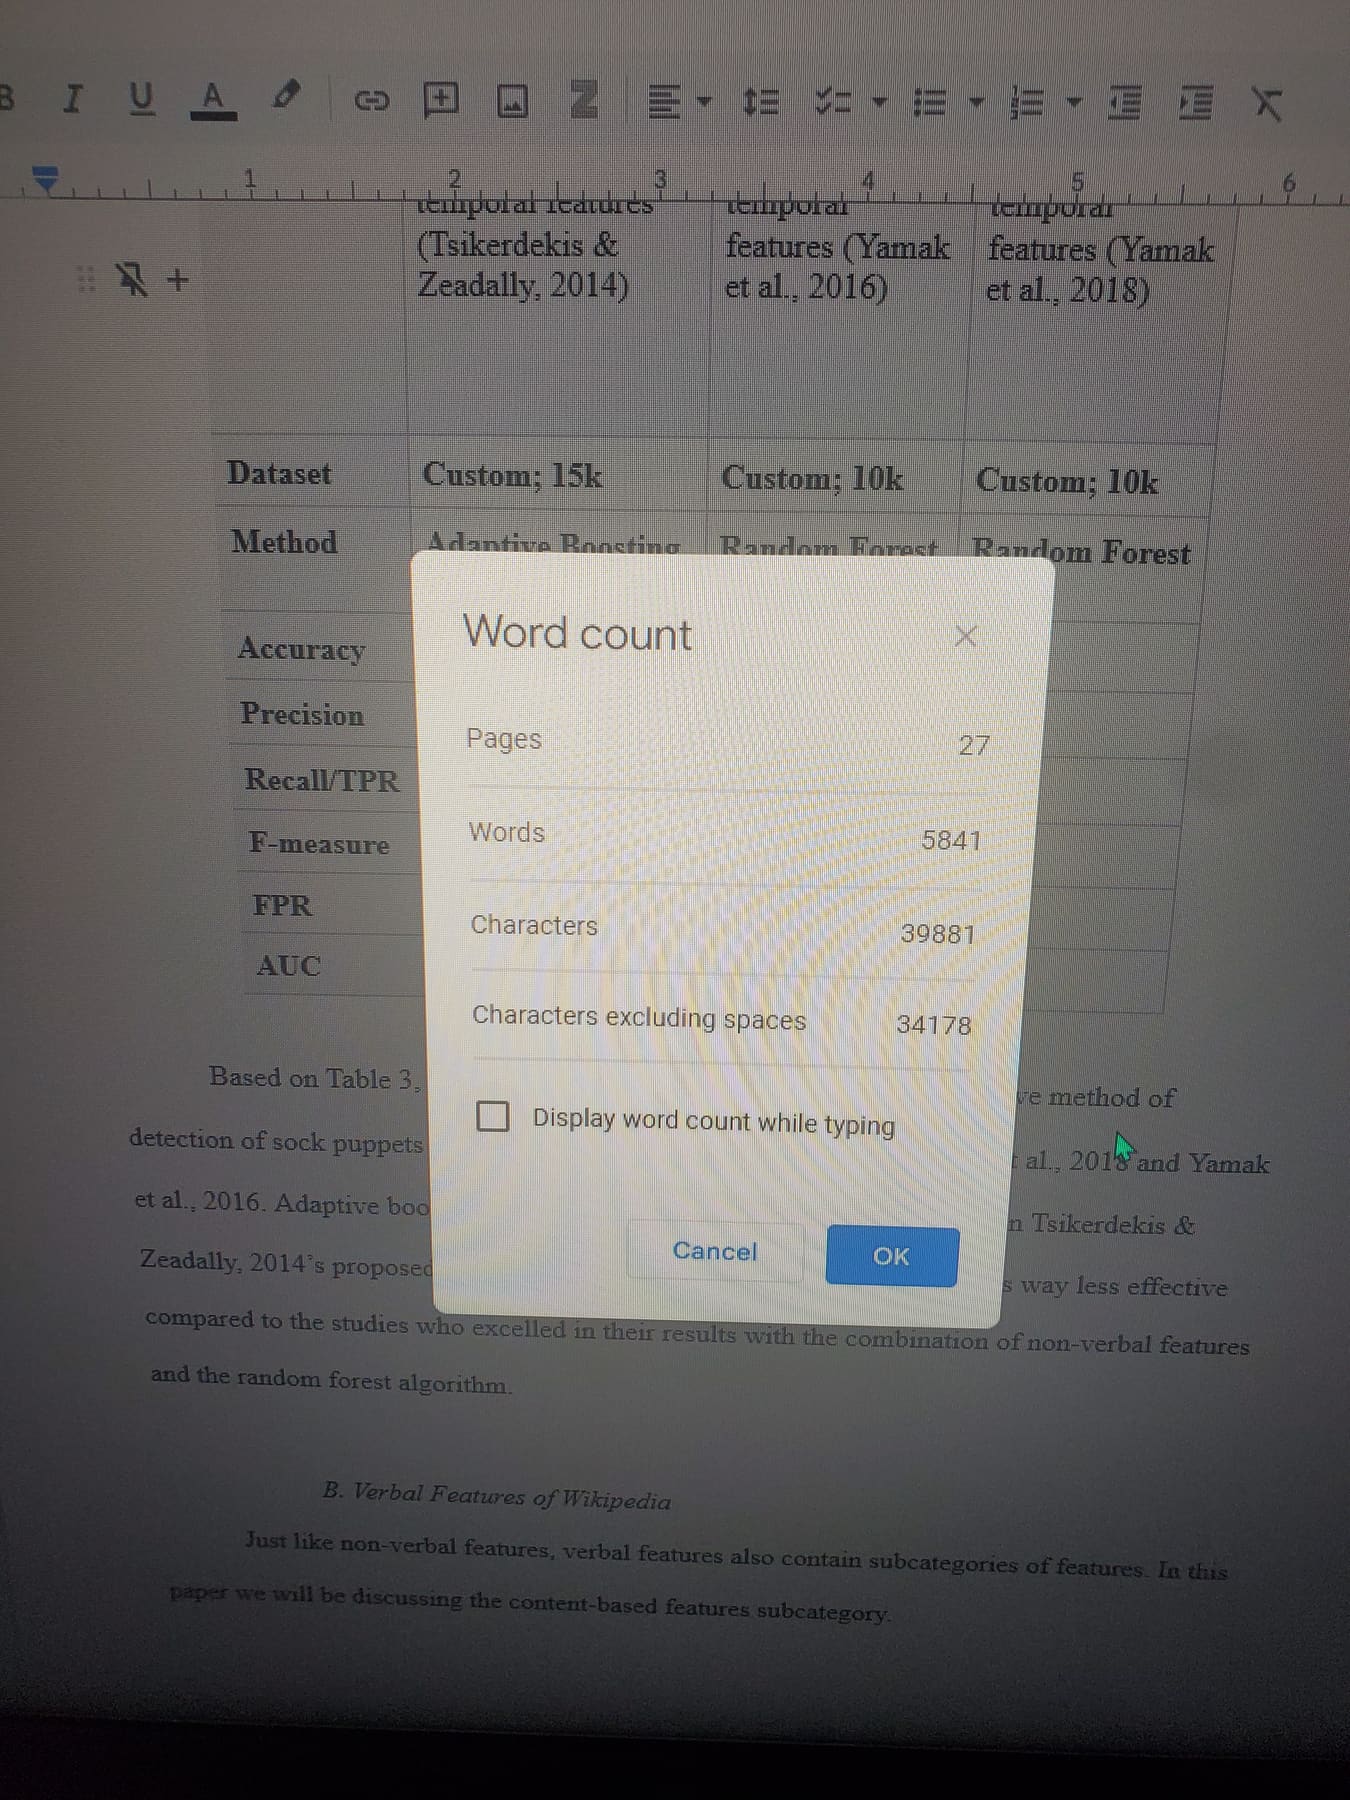 B I U A
1 2 3 4 5 6
temporal features temporal temporal
(Tsikerdekis & features (Yamak features (Yamak
Zeadally, 2014) et al., 2016) et al., 2018)
Dataset Custom; 15k Custom; 10k Custom; 10k
Method Adaptive Boosting Random Forest Random Forest
Word count
Accuracy
Precision
Pages 27
Recall/TPR
Words 5841
F-measure
FPR
Characters 39881
AUC
Characters excluding spaces 34178
Based on Table 3, method of
Display word count while typing
detection of sock puppets al., 2018 and Yamak
et al., 2016. Adaptive boo n Tsikerdekis &
Cancel OK
Zeadally, 2014's proposed s way less effective
compared to the studies who excelled in their results with the combination of non-verbal features
and the random forest algorithm.
B. Verbal Features of Wikipedia
Just like non-verbal features, verbal features also contain subcategories of features. In this
paper we will be discussing the content-based features subcategory.